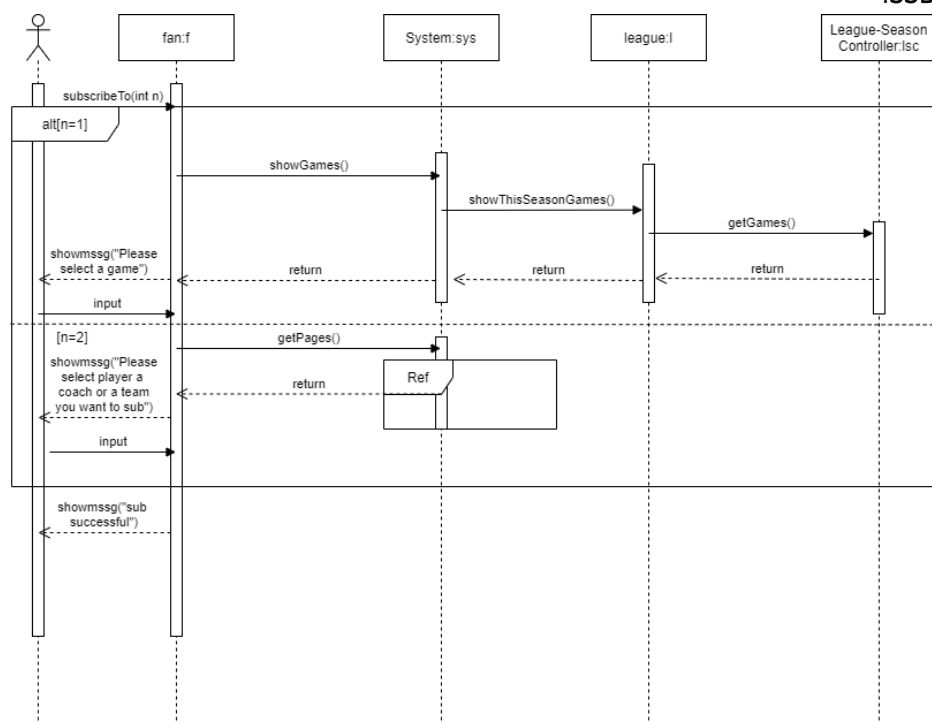 fan:f
System:sys
league:l
League-Season
Controller:lsc
subscribeTo(int n)
alt[n=1]
showGames()
showThisSeasonGames()
getGames()
showmssg("Please
select a game")
return
return
return
input
[n=2]
getPages()
showmssg("Please
select player a
coach or a team
you want to sub")
Ref
return
input
showmssg("sub
successful")